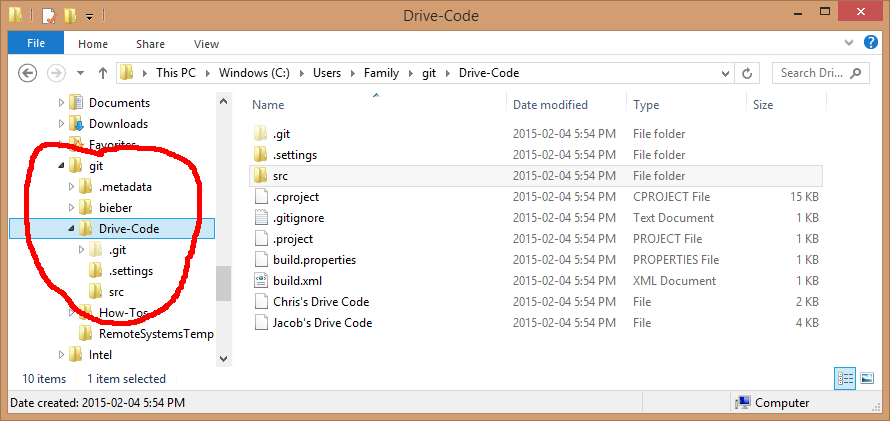 Drive-Code
File Home Share View
This PC Windows (C:) Users Family git Drive-Code Search Dri...
Documents
Downloads
Favorites
git
.metadata
bieber
Drive-Code
.git
.settings
src
How-Tos
RemoteSystemsTemp
Intel
Name Date modified Type Size
.git 2015-02-04 5:54 PM File folder
.settings 2015-02-04 5:54 PM File folder
src 2015-02-04 5:54 PM File folder
.cproject 2015-02-04 5:54 PM CPROJECT File 15 KB
.gitignore 2015-02-04 5:54 PM Text Document 1 KB
.project 2015-02-04 5:54 PM PROJECT File 1 KB
build.properties 2015-02-04 5:54 PM PROPERTIES File 1 KB
build.xml 2015-02-04 5:54 PM XML Document 1 KB
Chris's Drive Code 2015-02-04 5:54 PM File 2 KB
Jacob's Drive Code 2015-02-04 5:54 PM File 4 KB
10 items 1 item selected
Date created: 2015-02-04 5:54 PM Computer